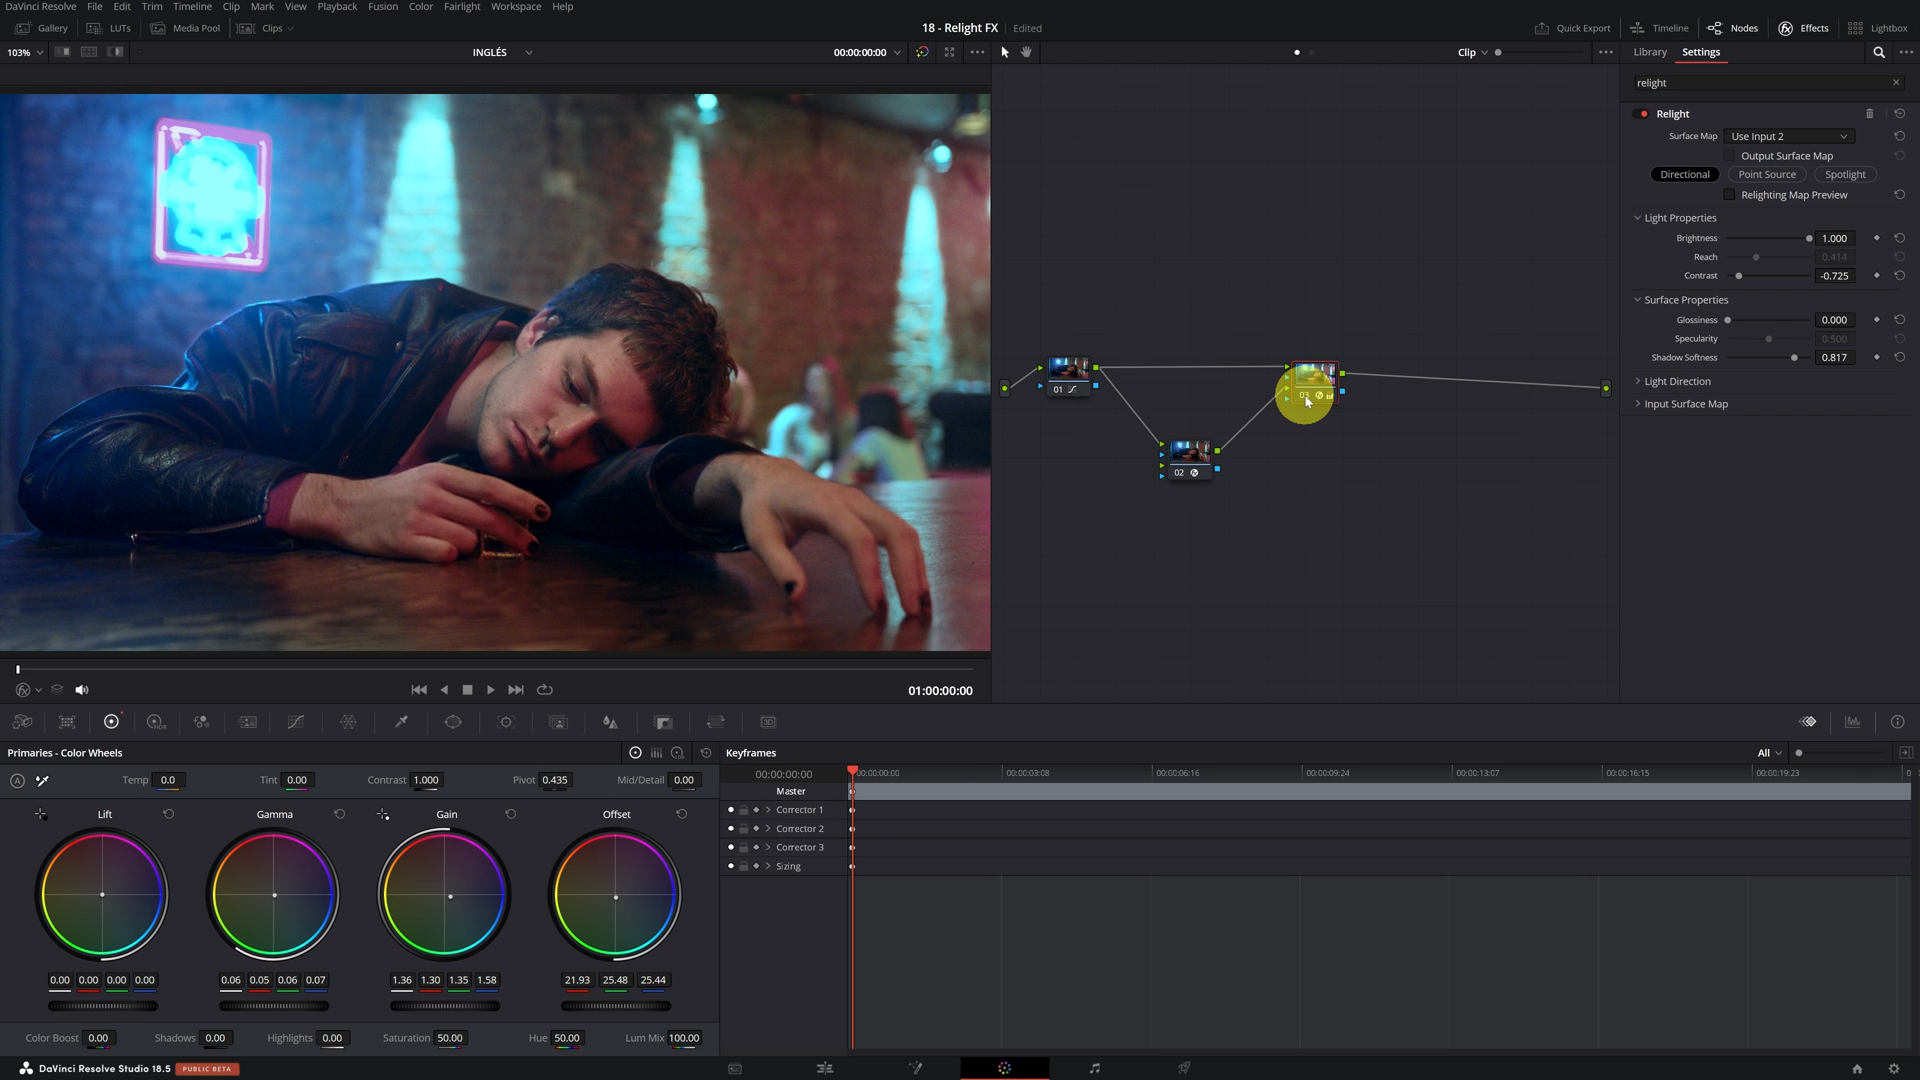 DaVinci Resolve File Edit Trim Timeline Clip Mark View Playback Fusion Color Fairlight Workspace Help
Gallery LUTs Media Pool Clips 18 - Relight FX Edited Quick Export Timeline Nodes Effects Lightbox
103% INGLÉS 00:00:00:00 Clip Library Settings
relight
Relight
Surface Map Use Input 2
Output Surface Map
Directional Point Source Spotlight
Relighting Map Preview
Light Properties
Brightness 1.000
Reach 0.414
Contrast -0.725
Surface Properties
Glossiness 0.000
Specularity 0.500
Shadow Softness 0.817
Light Direction
Input Surface Map
01
03
02
01:00:00:00
Primaries - Color Wheels
Temp 0.0 Tint 0.00 Contrast 1.000 Pivot 0.435 Mid/Detail 0.00
Lift Gamma Gain Offset
0.00 0.00 0.00 0.00 0.06 0.05 0.06 0.07 1.36 1.30 1.35 1.58 21.93 25.48 25.44
Color Boost 0.00 Shadows 0.00 Highlights 0.00 Saturation 50.00 Hue 50.00 Lum Mix 100.00
Keyframes All
00:00:00:00 00:00:00:00 00:00:03:08 00:00:06:16 00:00:09:24 00:00:13:07 00:00:16:15 00:00:19:23
Master
Corrector 1
Corrector 2
Corrector 3
Sizing
DaVinci Resolve Studio 18.5 PUBLIC BETA